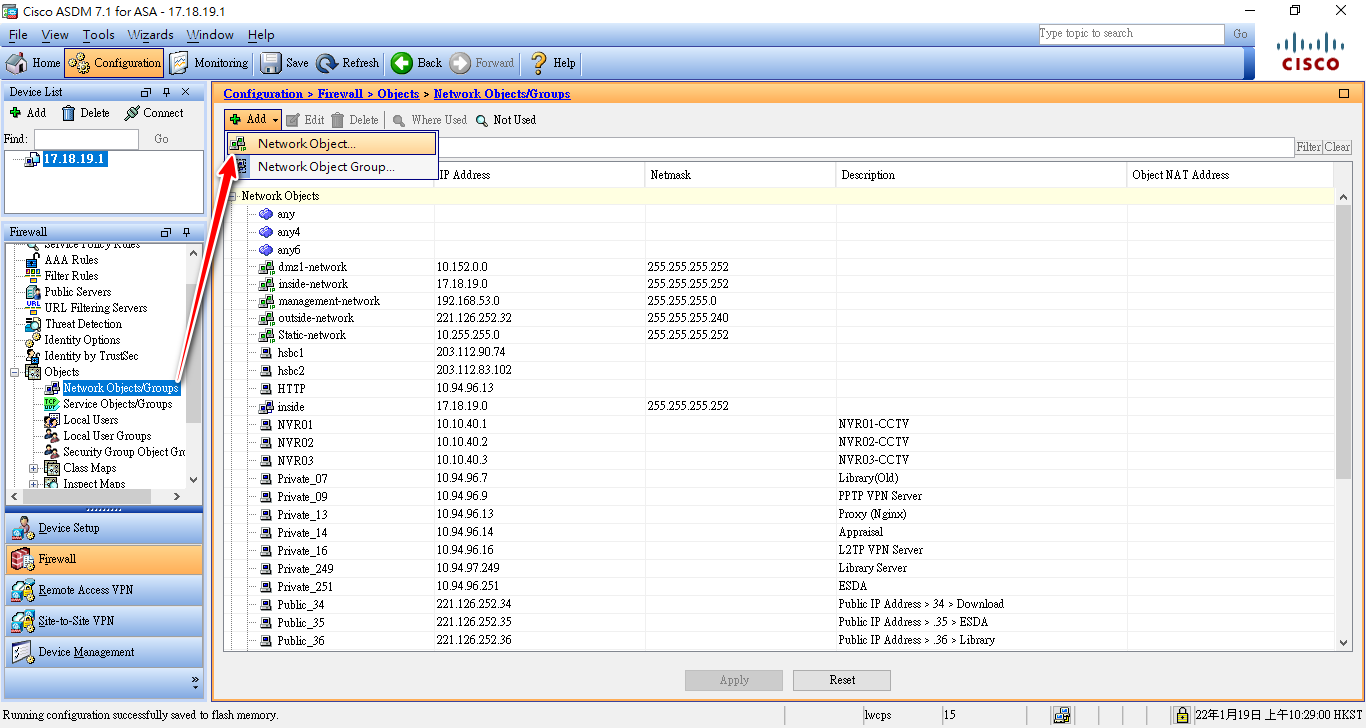 Cisco ASDM 7.1 for ASA - 17.18.19.1
File View Tools Wizards Window Help
Type topic to search Go
Home Configuration Monitoring Save Refresh Back Forward Help
CISCO
Device List
Add Delete Connect
Find: Go
17.18.19.1
Firewall
Service Policy Rules
AAA Rules
Filter Rules
Public Servers
URL Filtering Servers
Threat Detection
Identity Options
Identity by TrustSec
Objects
Network Objects/Groups
Service Objects/Groups
Local Users
Local User Groups
Security Group Object Gr
Class Maps
Inspect Maps
Device Setup
Firewall
Remote Access VPN
Site-to-Site VPN
Device Management
Configuration > Firewall > Objects > Network Objects/Groups
Add Edit Delete Where Used Not Used
Network Object...
Network Object Group...
Filter Clear
IP Address Netmask Description Object NAT Address
Network Objects
any
any4
any6
dmz1-network 10.152.0.0 255.255.255.252
inside-network 17.18.19.0 255.255.255.252
management-network 192.168.53.0 255.255.255.0
outside-network 221.126.252.32 255.255.255.240
Static-network 10.255.255.0 255.255.255.252
hsbc1 203.112.90.74
hsbc2 203.112.83.102
HTTP 10.94.96.13
inside 17.18.19.0 255.255.255.252
NVR01 10.10.40.1 NVR01-CCTV
NVR02 10.10.40.2 NVR02-CCTV
NVR03 10.10.40.3 NVR03-CCTV
Private_07 10.94.96.7 Library(Old)
Private_09 10.94.96.9 PPTP VPN Server
Private_13 10.94.96.13 Proxy (Nginx)
Private_14 10.94.96.14 Appraisal
Private_16 10.94.96.16 L2TP VPN Server
Private_249 10.94.97.249 Library Server
Private_251 10.94.96.251 ESDA
Public_34 221.126.252.34 Public IP Address > 34 > Download
Public_35 221.126.252.35 Public IP Address > .35 > ESDA
Public_36 221.126.252.36 Public IP Address > .36 > Library
Apply Reset
Running configuration successfully saved to flash memory. lwcps 15 22年1月19日 上午10:29:00 HKST